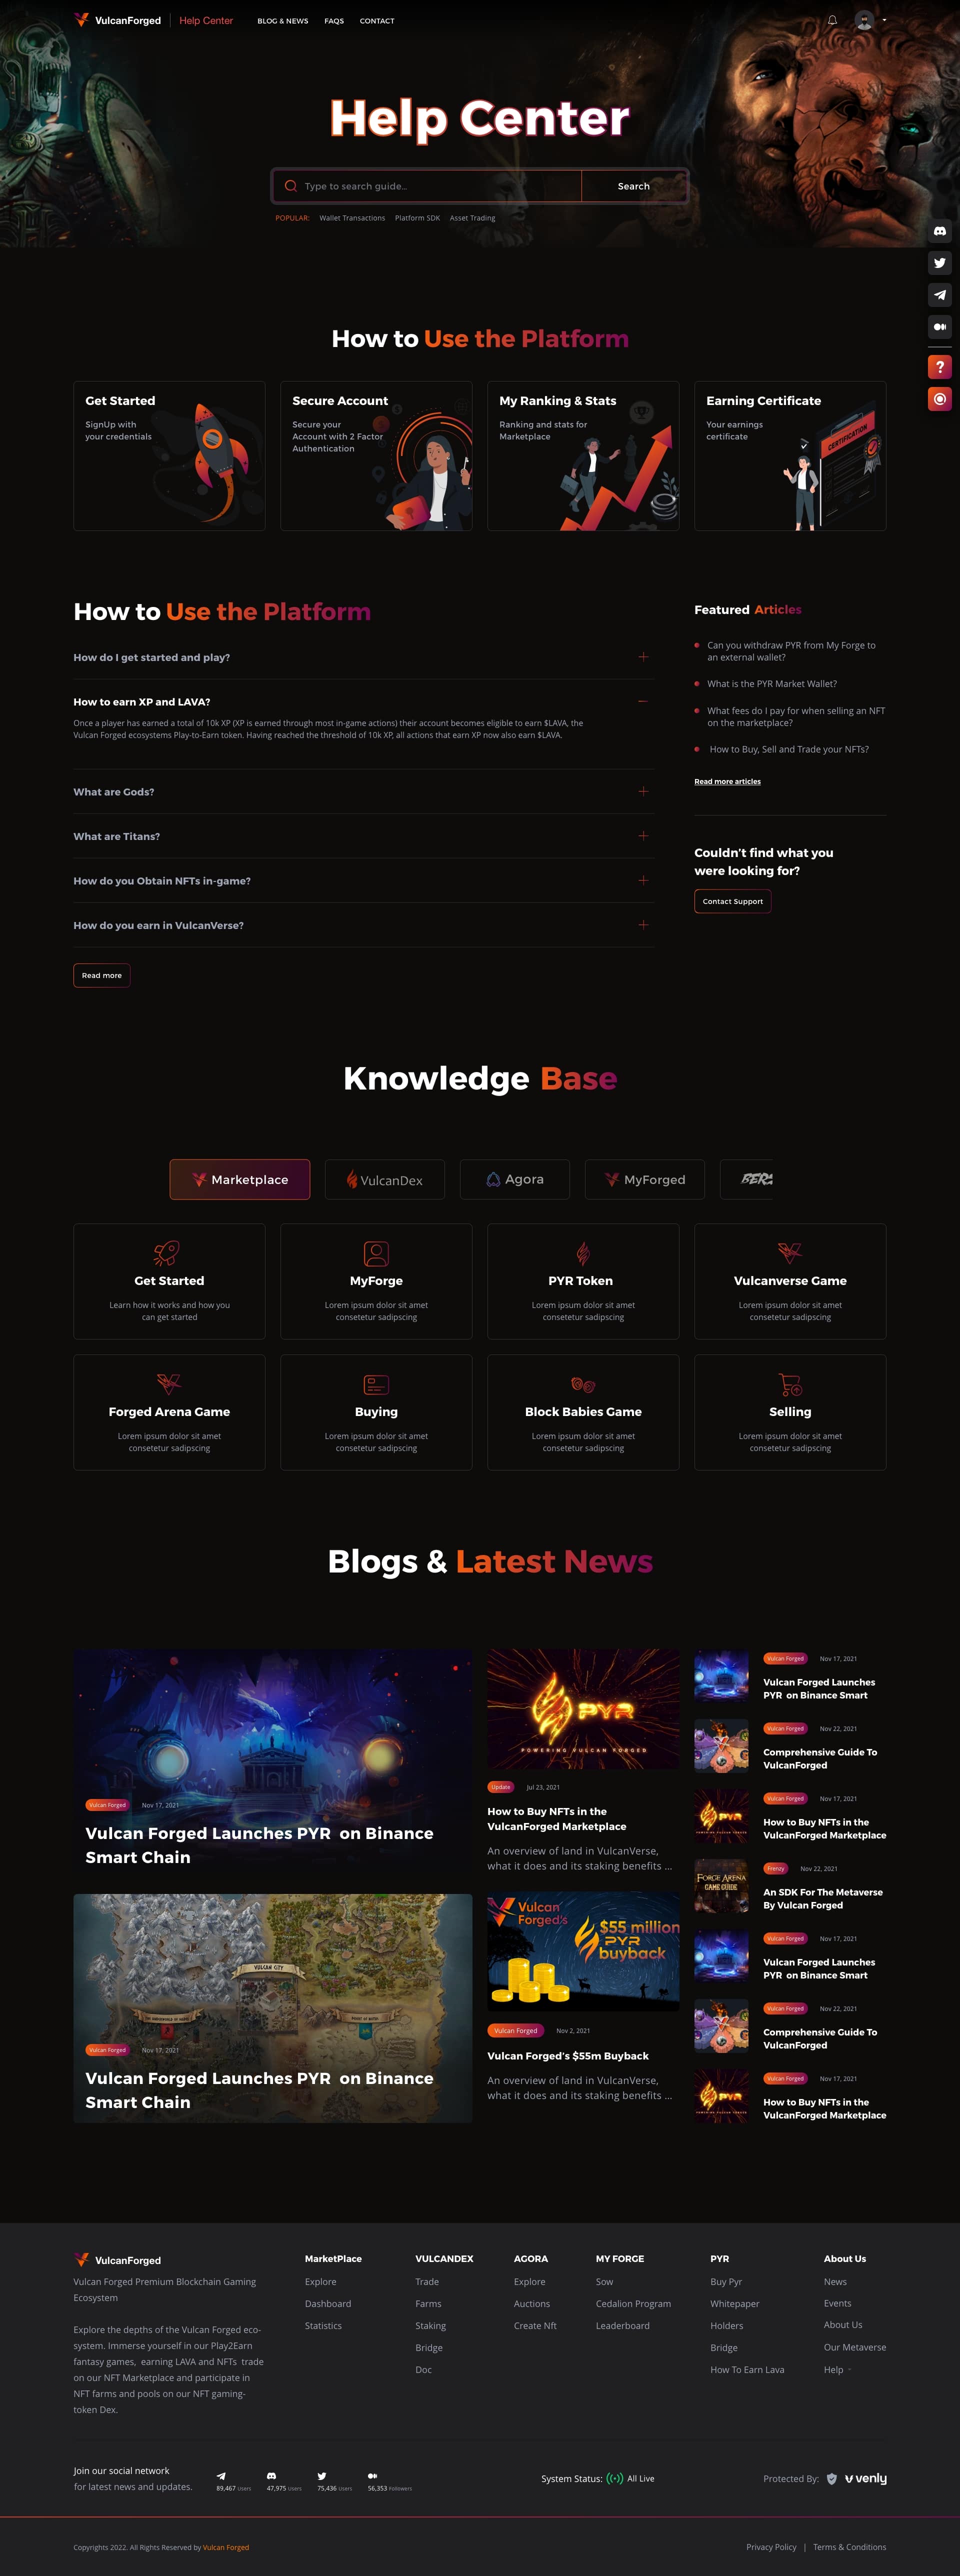 VulcanForged
Help Center
BLOG & NEWS
FAQS
CONTACT
Help Center
Type to search guide...
Search
POPULAR:
Wallet Transactions
Platform SDK
Asset Trading
How to Use the Platform
Get Started
SignUp with
your credentials
Secure Account
Secure your
Account with 2 Factor
Authentication
My Ranking & Stats
Ranking and stats for
Marketplace
Earning Certificate
Your earnings
certificate
CERTIFICATION
How to Use the Platform
How do I get started and play?
How to earn XP and LAVA?
Once a player has earned a total of 10k XP (XP is earned through most in-game actions) their account becomes eligible to earn $LAVA, the
Vulcan Forged ecosystems Play-to-Earn token. Having reached the threshold of 10k XP, all actions that earn XP now also earn $LAVA.
What are Gods?
What are Titans?
How do you Obtain NFTs in-game?
How do you earn in VulcanVerse?
Read more
Featured Articles
Can you withdraw PYR from My Forge to
an external wallet?
What is the PYR Market Wallet?
What fees do I pay for when selling an NFT
on the marketplace?
How to Buy, Sell and Trade your NFTs?
Read more articles
Couldn't find what you
were looking for?
Contact Support
Knowledge Base
Marketplace
VulcanDex
Agora
MyForged
BERS
Get Started
Learn how it works and how you
can get started
MyForge
Lorem ipsum dolor sit amet
consetetur sadipscing
PYR Token
Lorem ipsum dolor sit amet
consetetur sadipscing
Vulcanverse Game
Lorem ipsum dolor sit amet
consetetur sadipscing
Forged Arena Game
Lorem ipsum dolor sit amet
consetetur sadipscing
Buying
Lorem ipsum dolor sit amet
consetetur sadipscing
Block Babies Game
Lorem ipsum dolor sit amet
consetetur sadipscing
Selling
Lorem ipsum dolor sit amet
consetetur sadipscing
Blogs & Latest News
Vulcan Forged
Nov 17, 2021
Vulcan Forged Launches PYR on Binance
Smart Chain
VULCAN CITY
Vulcan Forged
Nov 17, 2021
Vulcan Forged Launches PYR on Binance
Smart Chain
PYR
POWERING VULCAN FORGED
Update
Jul 23, 2021
How to Buy NFTs in the
VulcanForged Marketplace
An overview of land in VulcanVerse,
what it does and its staking benefits ...
Vulcan
Forged's
$55 million
PYR
buyback
Vulcan Forged
Nov 2, 2021
Vulcan Forged's $55m Buyback
An overview of land in VulcanVerse,
what it does and its staking benefits ...
Vulcan Forged
Nov 17, 2021
Vulcan Forged Launches
PYR on Binance Smart
Vulcan Forged
Nov 22, 2021
Comprehensive Guide To
VulcanForged
PYR
Vulcan Forged
Nov 17, 2021
How to Buy NFTs in the
VulcanForged Marketplace
FORGE ARENA
GAME GUIDE
Frenzy
Nov 22, 2021
An SDK For The Metaverse
By Vulcan Forged
Vulcan Forged
Nov 17, 2021
Vulcan Forged Launches
PYR on Binance Smart
Vulcan Forged
Nov 22, 2021
Comprehensive Guide To
VulcanForged
PYR
Vulcan Forged
Nov 17, 2021
How to Buy NFTs in the
VulcanForged Marketplace
VulcanForged
Vulcan Forged Premium Blockchain Gaming
Ecosystem
Explore the depths of the Vulcan Forged eco-
system. Immerse yourself in our Play2Earn
fantasy games, earning LAVA and NFTs trade
on our NFT Marketplace and participate in
NFT farms and pools on our NFT gaming-
token Dex.
MarketPlace
Explore
Dashboard
Statistics
VULCANDEX
Trade
Farms
Staking
Bridge
Doc
AGORA
Explore
Auctions
Create Nft
MY FORGE
Sow
Cedalion Program
Leaderboard
PYR
Buy Pyr
Whitepaper
Holders
Bridge
How To Earn Lava
About Us
News
Events
About Us
Our Metaverse
Help
Join our social network
for latest news and updates.
89,467 Users
47,975 Users
75,436 Users
56,353 Followers
System Status: All Live
Protected By: venly
Copyrights 2022. All Rights Reserved by Vulcan Forged
Privacy Policy | Terms & Conditions